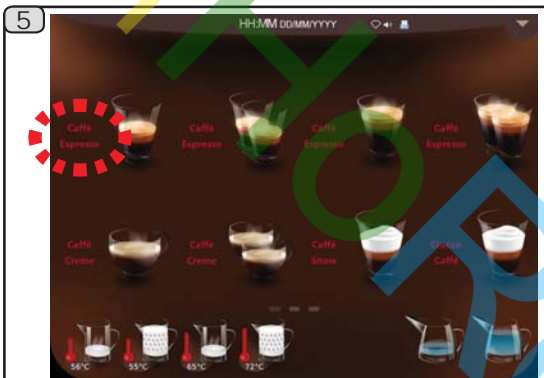 5
HH:MM DD/MM/YYYY
Caffè Espresso
Caffè Espresso
Caffè Espresso
Caffè Espresso
Caffè Creme
Caffè Creme
Caffè Snow
Choco Caffè
56°C
55°C
65°C
72°C